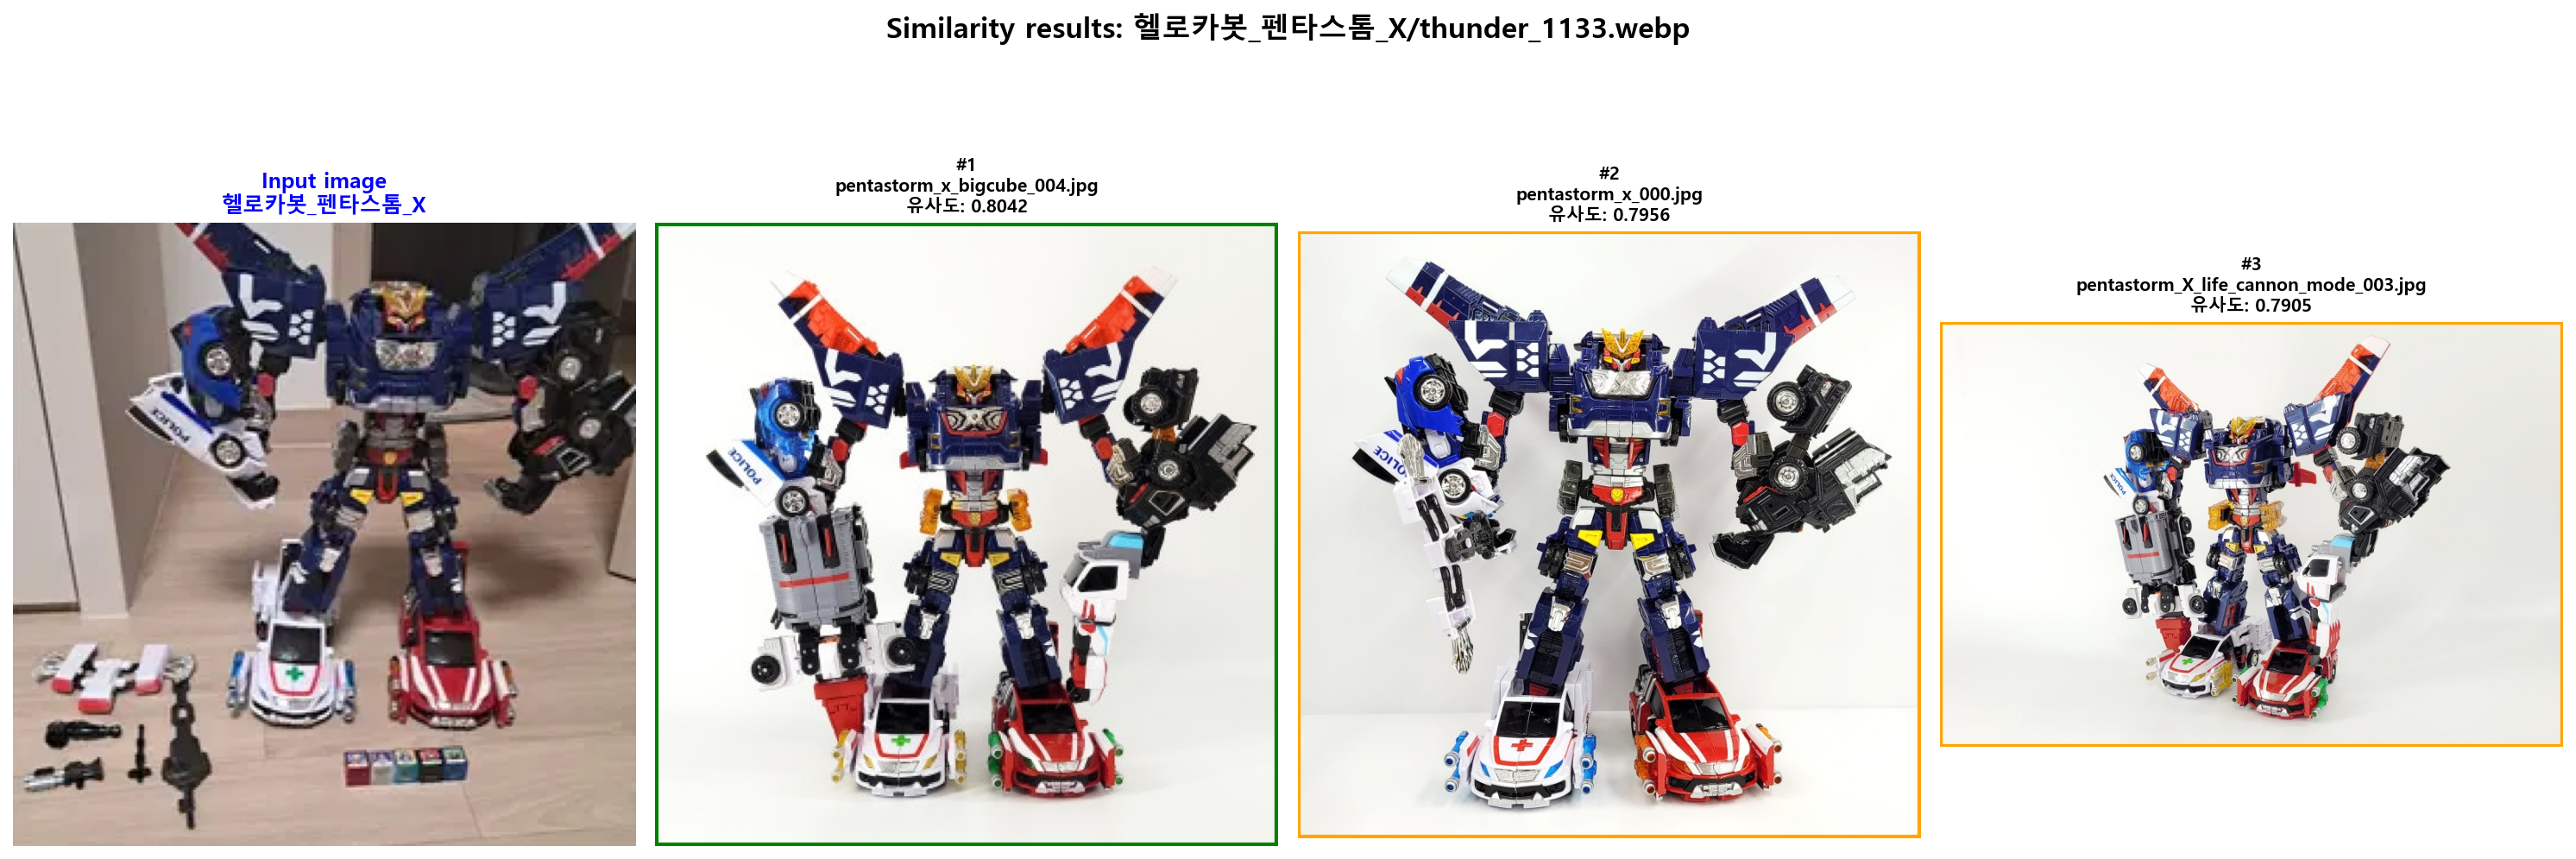 Similarity results: 헬로카봇_펜타스톰_X/thunder_1133.webp
Input image
헬로카봇_펜타스톰_X
#1
pentastorm_x_bigcube_004.jpg
유사도: 0.8042
#2
pentastorm_x_000.jpg
유사도: 0.7956
#3
pentastorm_X_life_cannon_mode_003.jpg
유사도: 0.7905
POLICE
POLICE
POLICE
POLICE